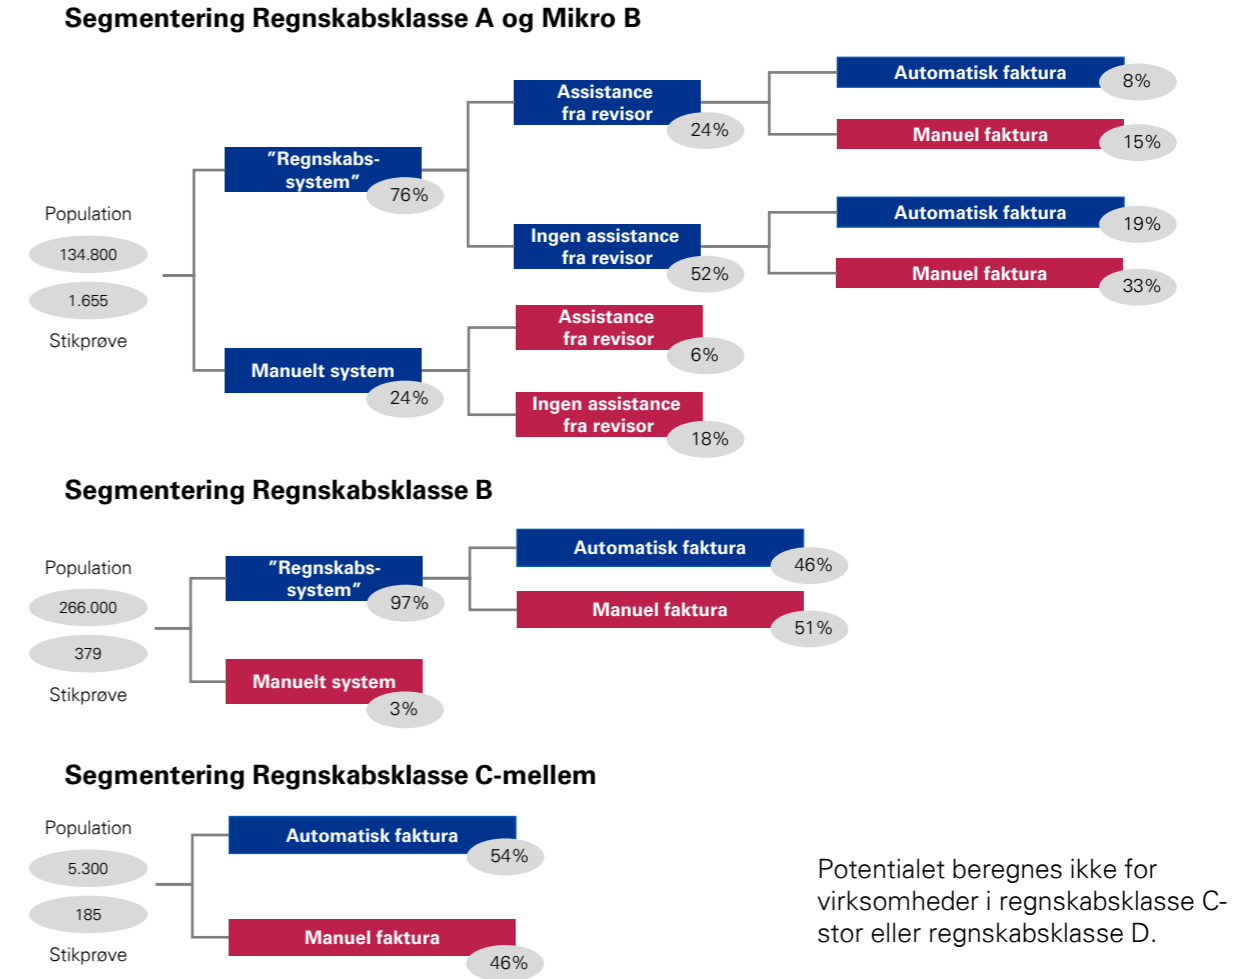 Segmentering Regnskabsklasse A og Mikro B
Population
134.800
1.655
Stikprøve
”Regnskabs-
system”
76%
Manuelt system
24%
Assistance
fra revisor
24%
Ingen assistance
fra revisor
52%
Assistance
fra revisor
6%
Ingen assistance
fra revisor
18%
Automatisk faktura
8%
Manuel faktura
15%
Automatisk faktura
19%
Manuel faktura
33%
Segmentering Regnskabsklasse B
Population
266.000
379
Stikprøve
”Regnskabs-
system”
97%
Manuelt system
3%
Automatisk faktura
46%
Manuel faktura
51%
Segmentering Regnskabsklasse C-mellem
Population
5.300
185
Stikprøve
Automatisk faktura
54%
Manuel faktura
46%
Potentialet beregnes ikke for
virksomheder i regnskabsklasse C-
stor eller regnskabsklasse D.